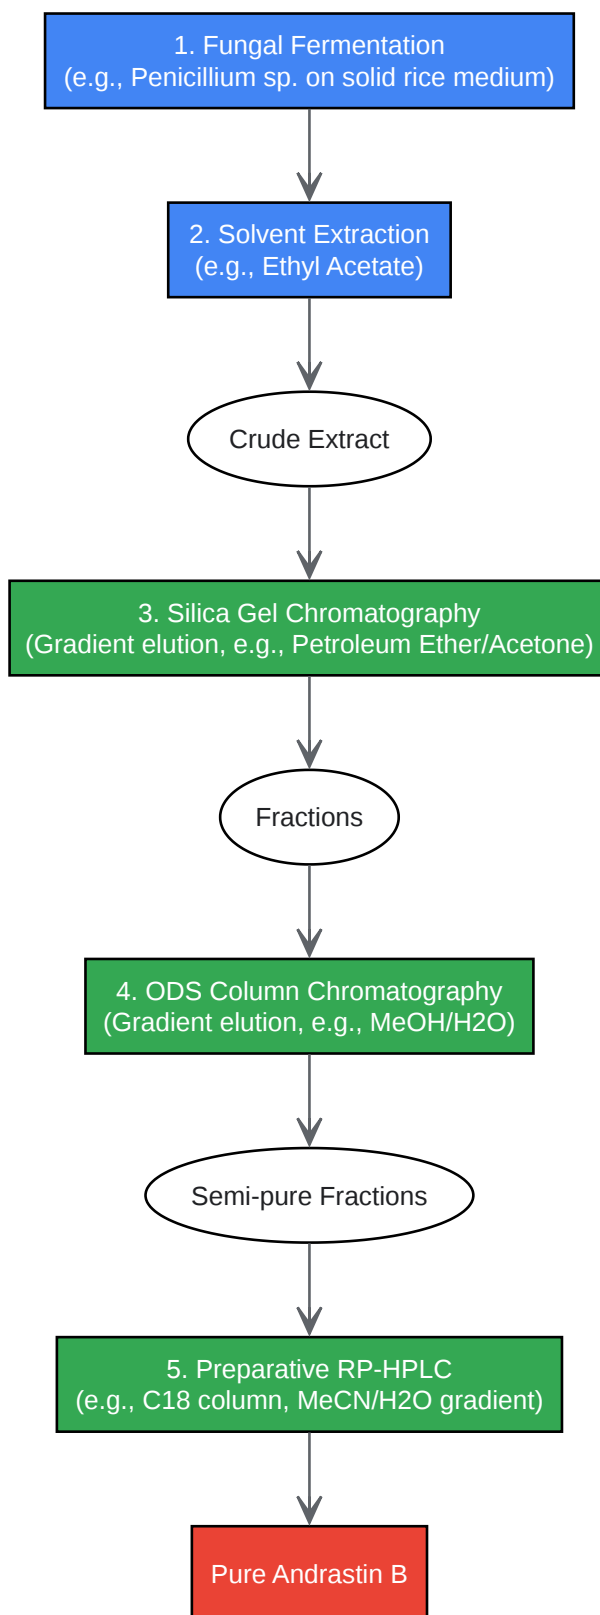 1. Fungal Fermentation
(e.g., Penicillium sp. on solid rice medium)
2. Solvent Extraction
(e.g., Ethyl Acetate)
Crude Extract
3. Silica Gel Chromatography
(Gradient elution, e.g., Petroleum Ether/Acetone)
Fractions
4. ODS Column Chromatography
(Gradient elution, e.g., MeOH/H2O)
Semi-pure Fractions
5. Preparative RP-HPLC
(e.g., C18 column, MeCN/H2O gradient)
Pure Andrastin B